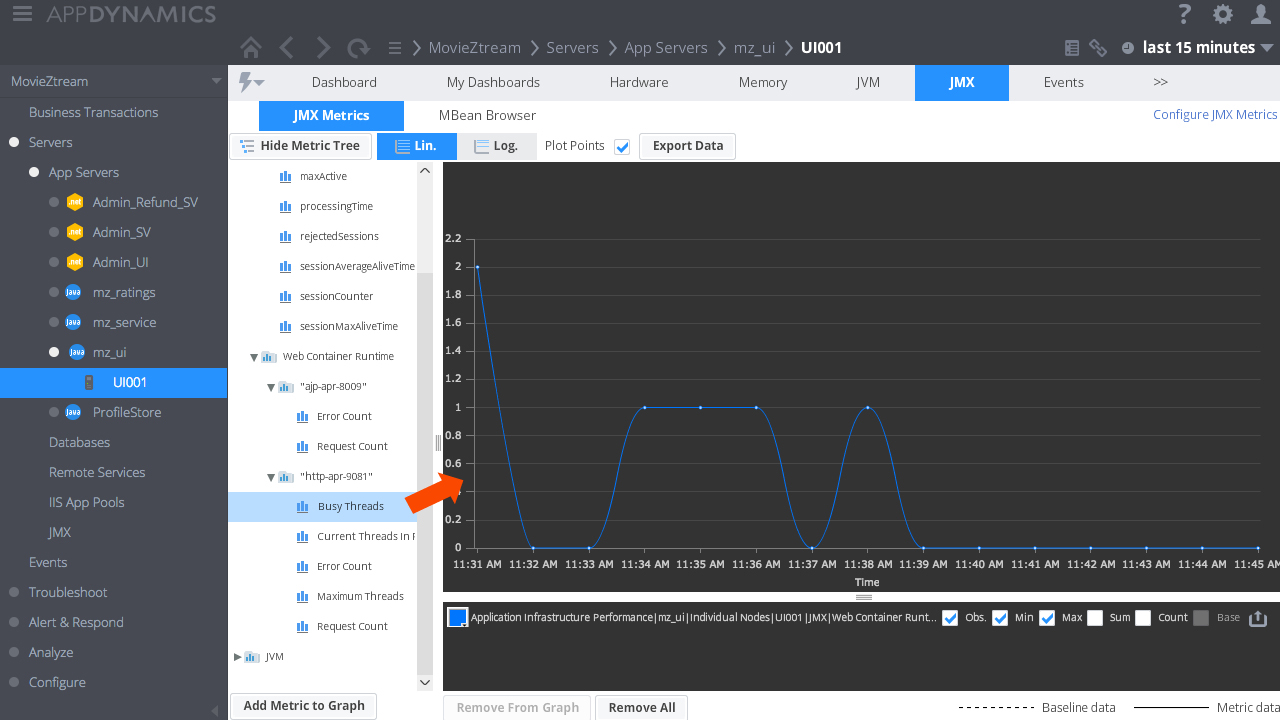 APPDYNAMICS
MovieZtream
Servers
App Servers
mz_ui
UI001
last 15 minutes
MovieZtream
Business Transactions
Servers
App Servers
.net
Admin_Refund_SV
.net
Admin_SV
.net
Admin_UI
Java
mz_ratings
Java
mz_service
Java
mz_ui
UI001
Java
ProfileStore
Databases
Remote Services
IIS App Pools
JMX
Events
Troubleshoot
Alert & Respond
Analyze
Configure
Dashboard
My Dashboards
Hardware
Memory
JVM
JMX
Events
>>
JMX Metrics
MBean Browser
Configure JMX Metrics
Hide Metric Tree
Lin.
Log.
Plot Points
Export Data
maxActive
processingTime
rejectedSessions
sessionAverageAliveTime
sessionCounter
sessionMaxAliveTime
Web Container Runtime
"ajp-apr-8009"
Error Count
Request Count
"http-apr-9081"
Busy Threads
Current Threads In
Error Count
Maximum Threads
Request Count
JVM
Add Metric to Graph
2.2
2
1.8
1.6
1.4
1.2
1
0.8
0.6
0.2
0
11:31 AM 11:32 AM 11:33 AM 11:34 AM 11:35 AM 11:36 AM 11:37 AM 11:38 AM 11:39 AM 11:40 AM 11:41 AM 11:42 AM 11:43 AM 11:44 AM 11:45 AM
Time
Application Infrastructure Performance|mz_ui|Individual Nodes|UI001|JMX|Web Container Runt...
Obs.
Min
Max
Sum
Count
Base
Remove From Graph
Remove All
Baseline data
Metric data